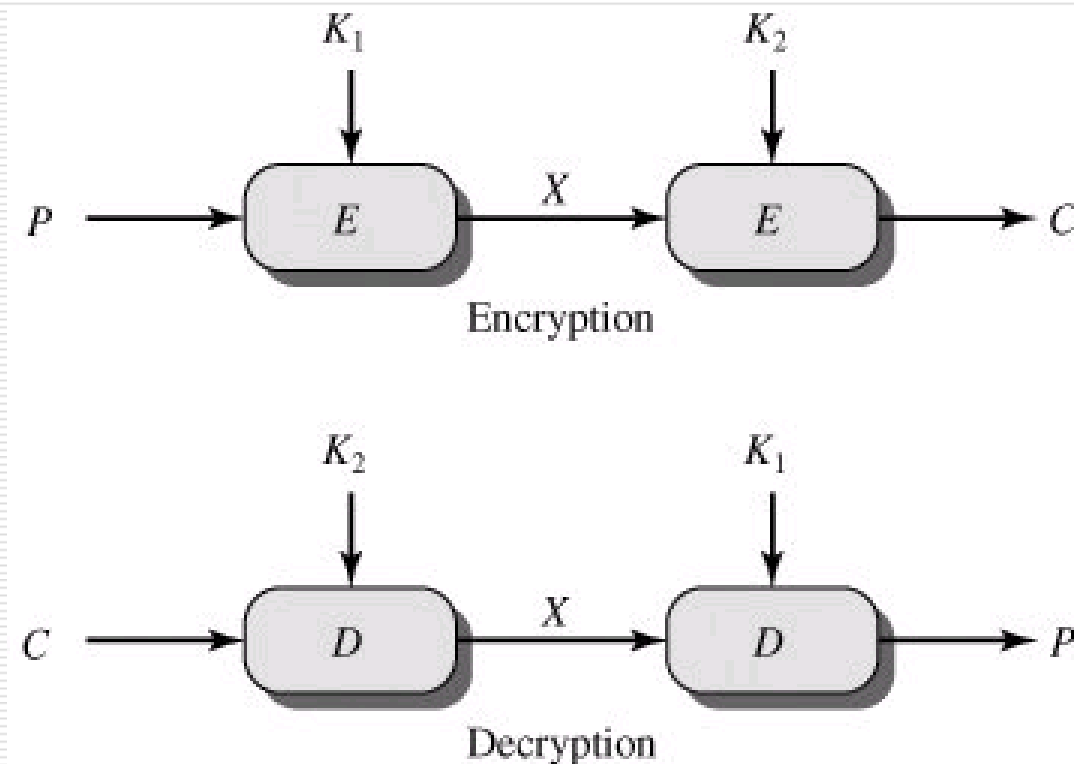 K₁ K₂
P E X E C
Encryption
K₂ K₁
C D X D P
Decryption